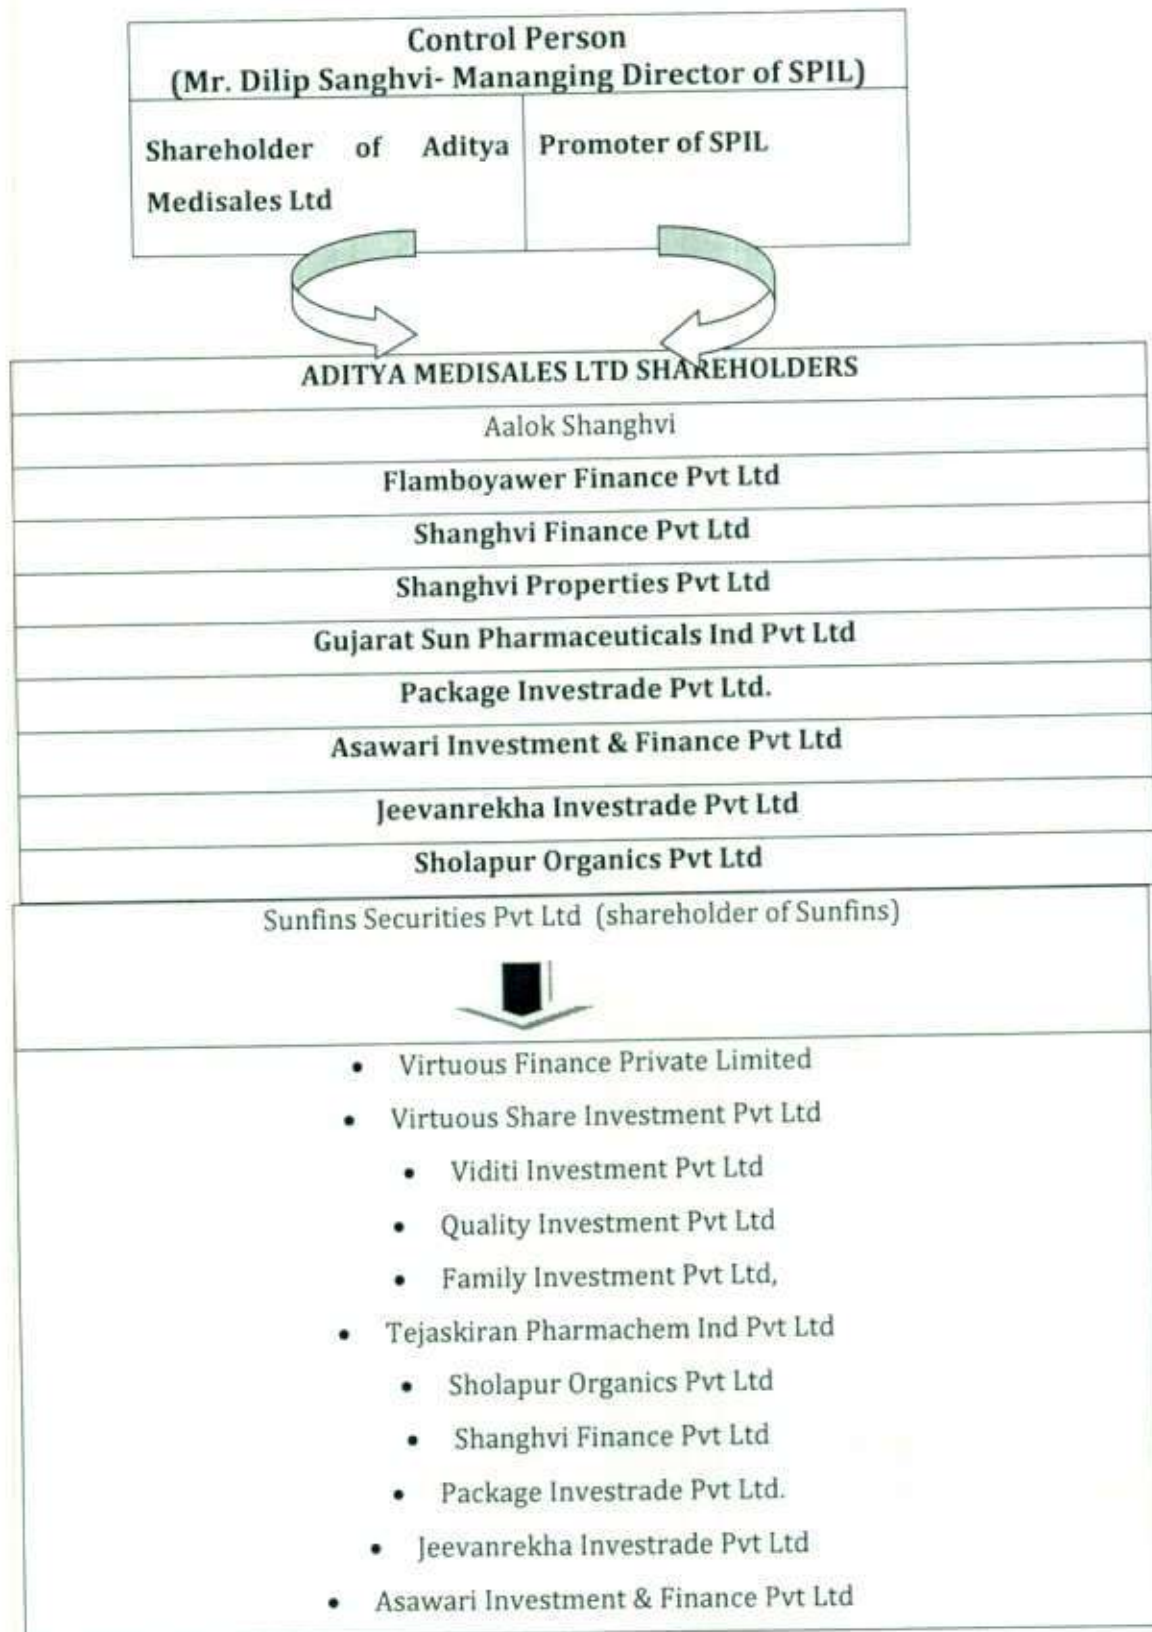 Control Person
(Mr. Dilip Sanghvi- Mananging Director of SPIL)
Shareholder of Aditya
Medisales Ltd
Promoter of SPIL
ADITYA MEDISALES LTD SHAREHOLDERS
Aalok Shanghvi
Flamboyawer Finance Pvt Ltd
Shanghvi Finance Pvt Ltd
Shanghvi Properties Pvt Ltd
Gujarat Sun Pharmaceuticals Ind Pvt Ltd
Package Investrade Pvt Ltd.
Asawari Investment & Finance Pvt Ltd
Jeevanrekha Investrade Pvt Ltd
Sholapur Organics Pvt Ltd
Sunfins Securities Pvt Ltd (shareholder of Sunfins)
• Virtuous Finance Private Limited
• Virtuous Share Investment Pvt Ltd
• Viditi Investment Pvt Ltd
• Quality Investment Pvt Ltd
• Family Investment Pvt Ltd,
• Tejaskiran Pharmachem Ind Pvt Ltd
• Sholapur Organics Pvt Ltd
• Shanghvi Finance Pvt Ltd
• Package Investrade Pvt Ltd.
• Jeevanrekha Investrade Pvt Ltd
• Asawari Investment & Finance Pvt Ltd